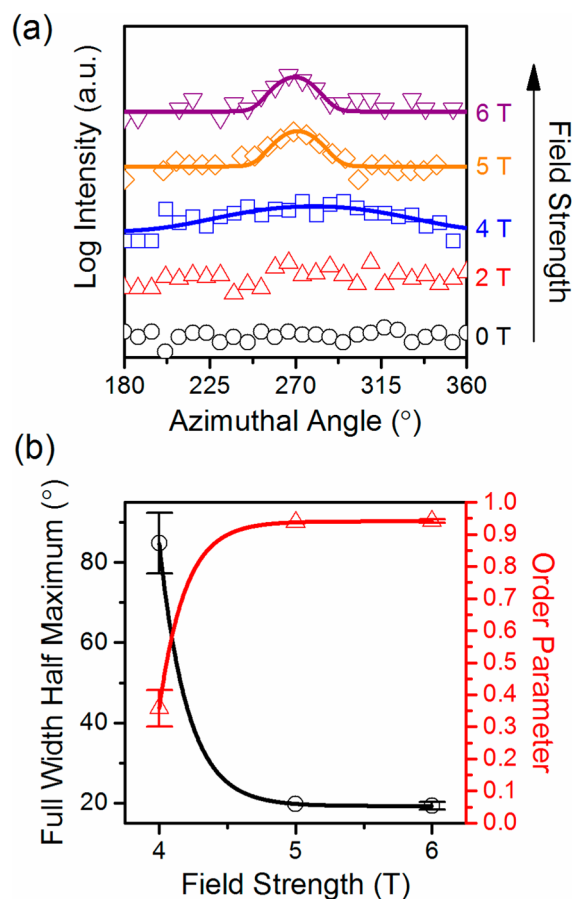 (a)
Log Intensity (a.u.)
6 T
5 T
4 T
2 T
0 T
Field Strength
180 225 270 315 360
Azimuthal Angle (°)
(b)
Full Width Half Maximum (°)
80
60
40
20
1.0
0.9
0.8
0.7
0.6
0.5
0.4
0.3
0.2
0.1
0.0
Order Parameter
4 5 6
Field Strength (T)